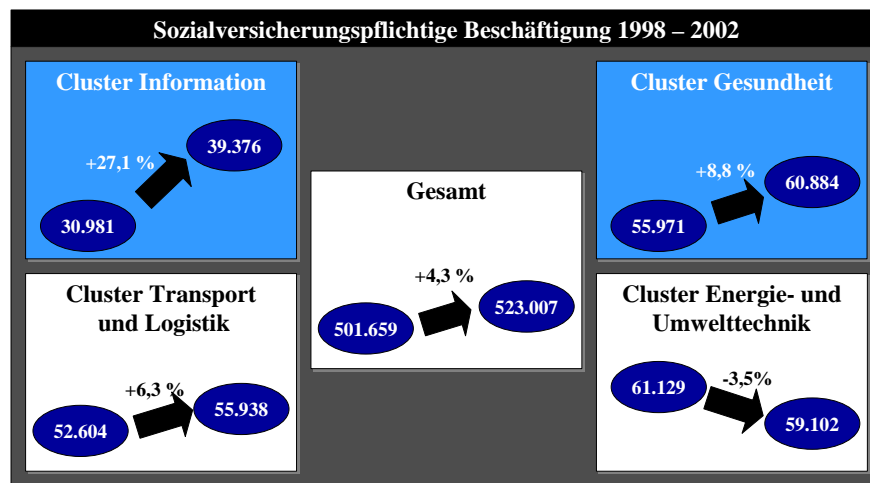 Sozialversicherungspflichtige Beschäftigung 1998 – 2002
Cluster Information
+27,1 %
39.376
30.981
Cluster Gesundheit
+8,8 %
60.884
55.971
Gesamt
+4,3 %
523.007
501.659
Cluster Transport
und Logistik
+6,3 %
55.938
52.604
Cluster Energie- und
Umwelttechnik
61.129
-3,5%
59.102